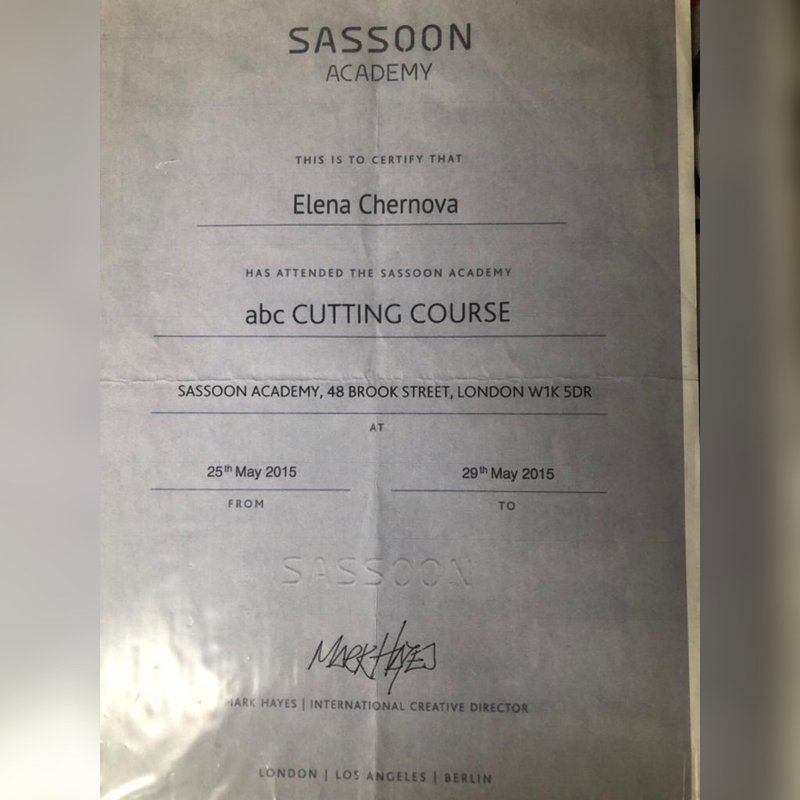 SASSOON
ACADEMY
THIS IS TO CERTIFY THAT
Elena Chernova
HAS ATTENDED THE SASSOON ACADEMY
abc CUTTING COURSE
SASSOON ACADEMY, 48 BROOK STREET, LONDON W1K 5DR
AT
25th May 2015 29th May 2015
FROM TO
SASSOON
MARK HAYES
MARK HAYES | INTERNATIONAL CREATIVE DIRECTOR
LONDON | LOS ANGELES | BERLIN